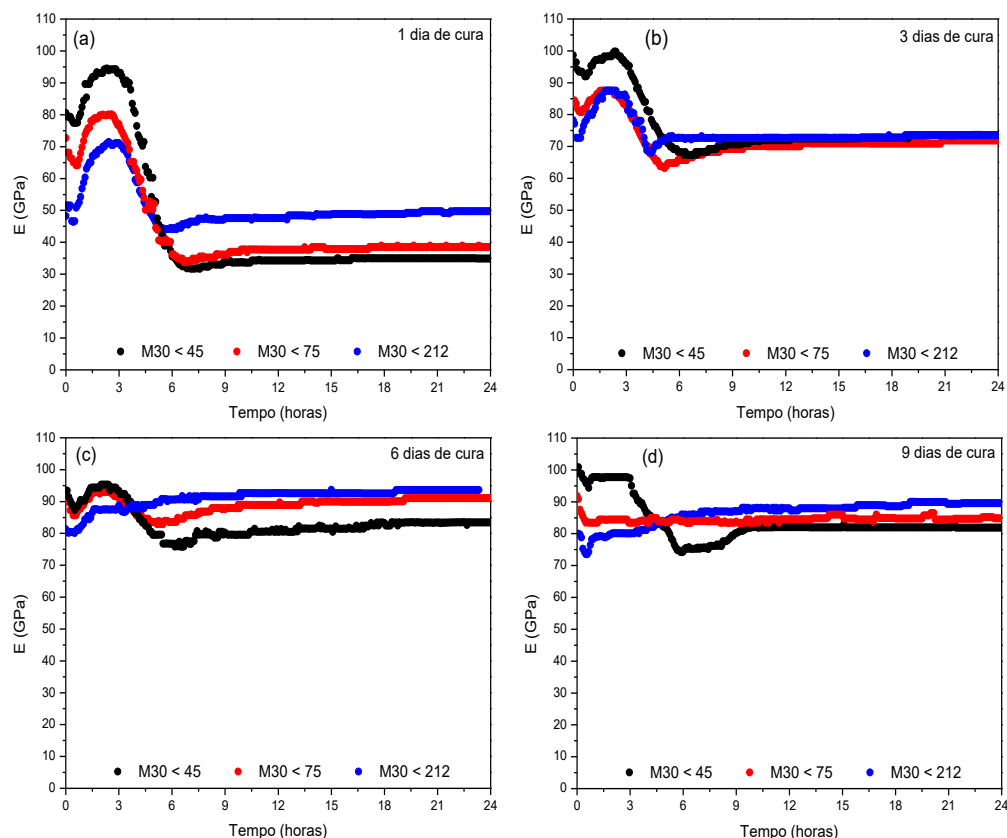 (a)
1 dia de cura
E (GPa)
110
100
90
80
70
60
50
40
30
20
10
0
M30 < 45 M30 < 75 M30 < 212
0 3 6 9 12 15 18 21 24
Tempo (horas)
(b)
3 dias de cura
E (GPa)
110
100
90
80
70
60
50
40
30
20
10
0
M30 < 45 M30 < 75 M30 < 212
0 3 6 9 12 15 18 21 24
Tempo (horas)
(c)
6 dias de cura
E (GPa)
110
100
90
80
70
60
50
40
30
20
10
0
M30 < 45 M30 < 75 M30 < 212
0 3 6 9 12 15 18 21 24
Tempo (horas)
(d)
9 dias de cura
E (GPa)
110
100
90
80
70
60
50
40
30
20
10
0
M30 < 45 M30 < 75 M30 < 212
0 3 6 9 12 15 18 21 24
Tempo (horas)